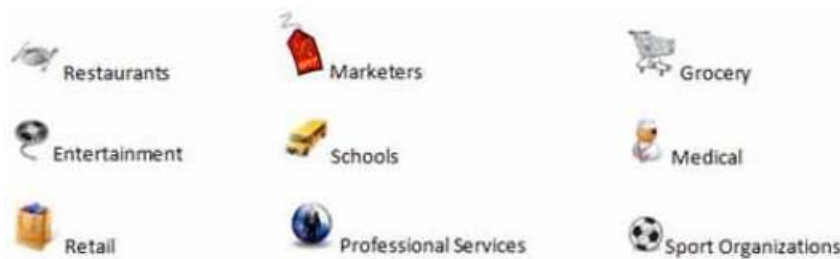 Restaurants
Marketers
Grocery
Entertainment
Schools
Medical
Retail
Professional Services
Sport Organizations